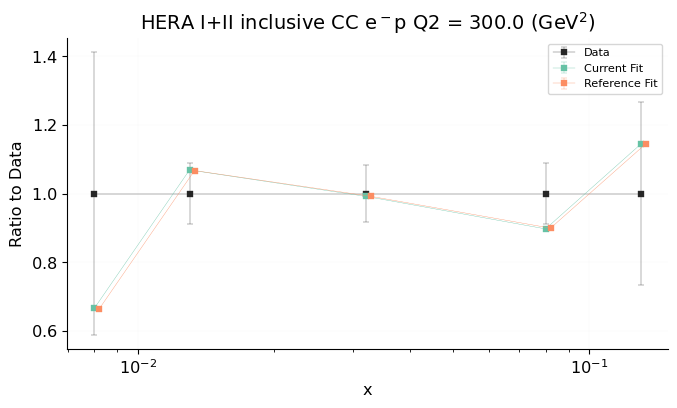 HERA I+II inclusive CC e⁻p Q2 = 300.0 (GeV²)
Data
Current Fit
Reference Fit
1.4
1.2
1.0
0.8
0.6
Ratio to Data
10⁻²
10⁻¹
x